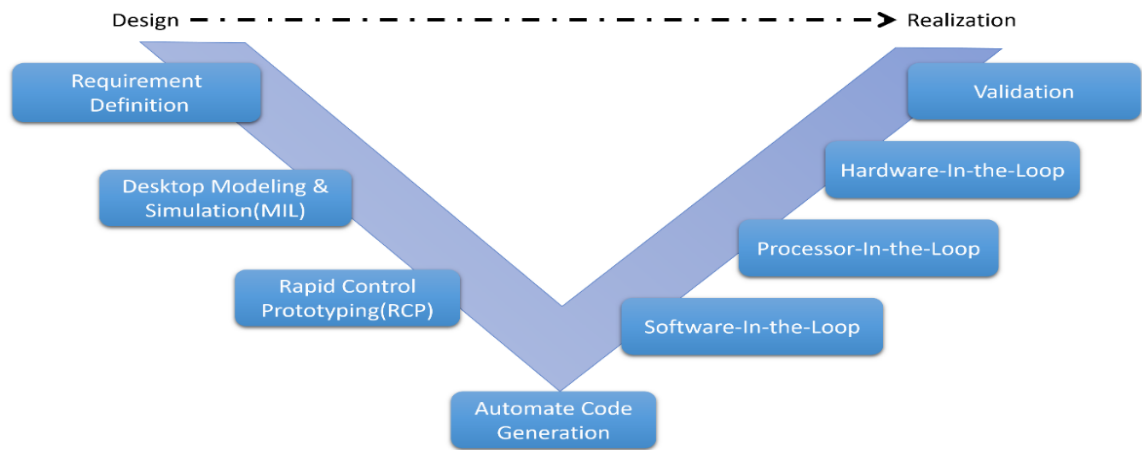 Design
Realization
Requirement
Definition
Desktop Modeling &
Simulation(MIL)
Rapid Control
Prototyping(RCP)
Automate Code
Generation
Software-In-the-Loop
Processor-In-the-Loop
Hardware-In-the-Loop
Validation